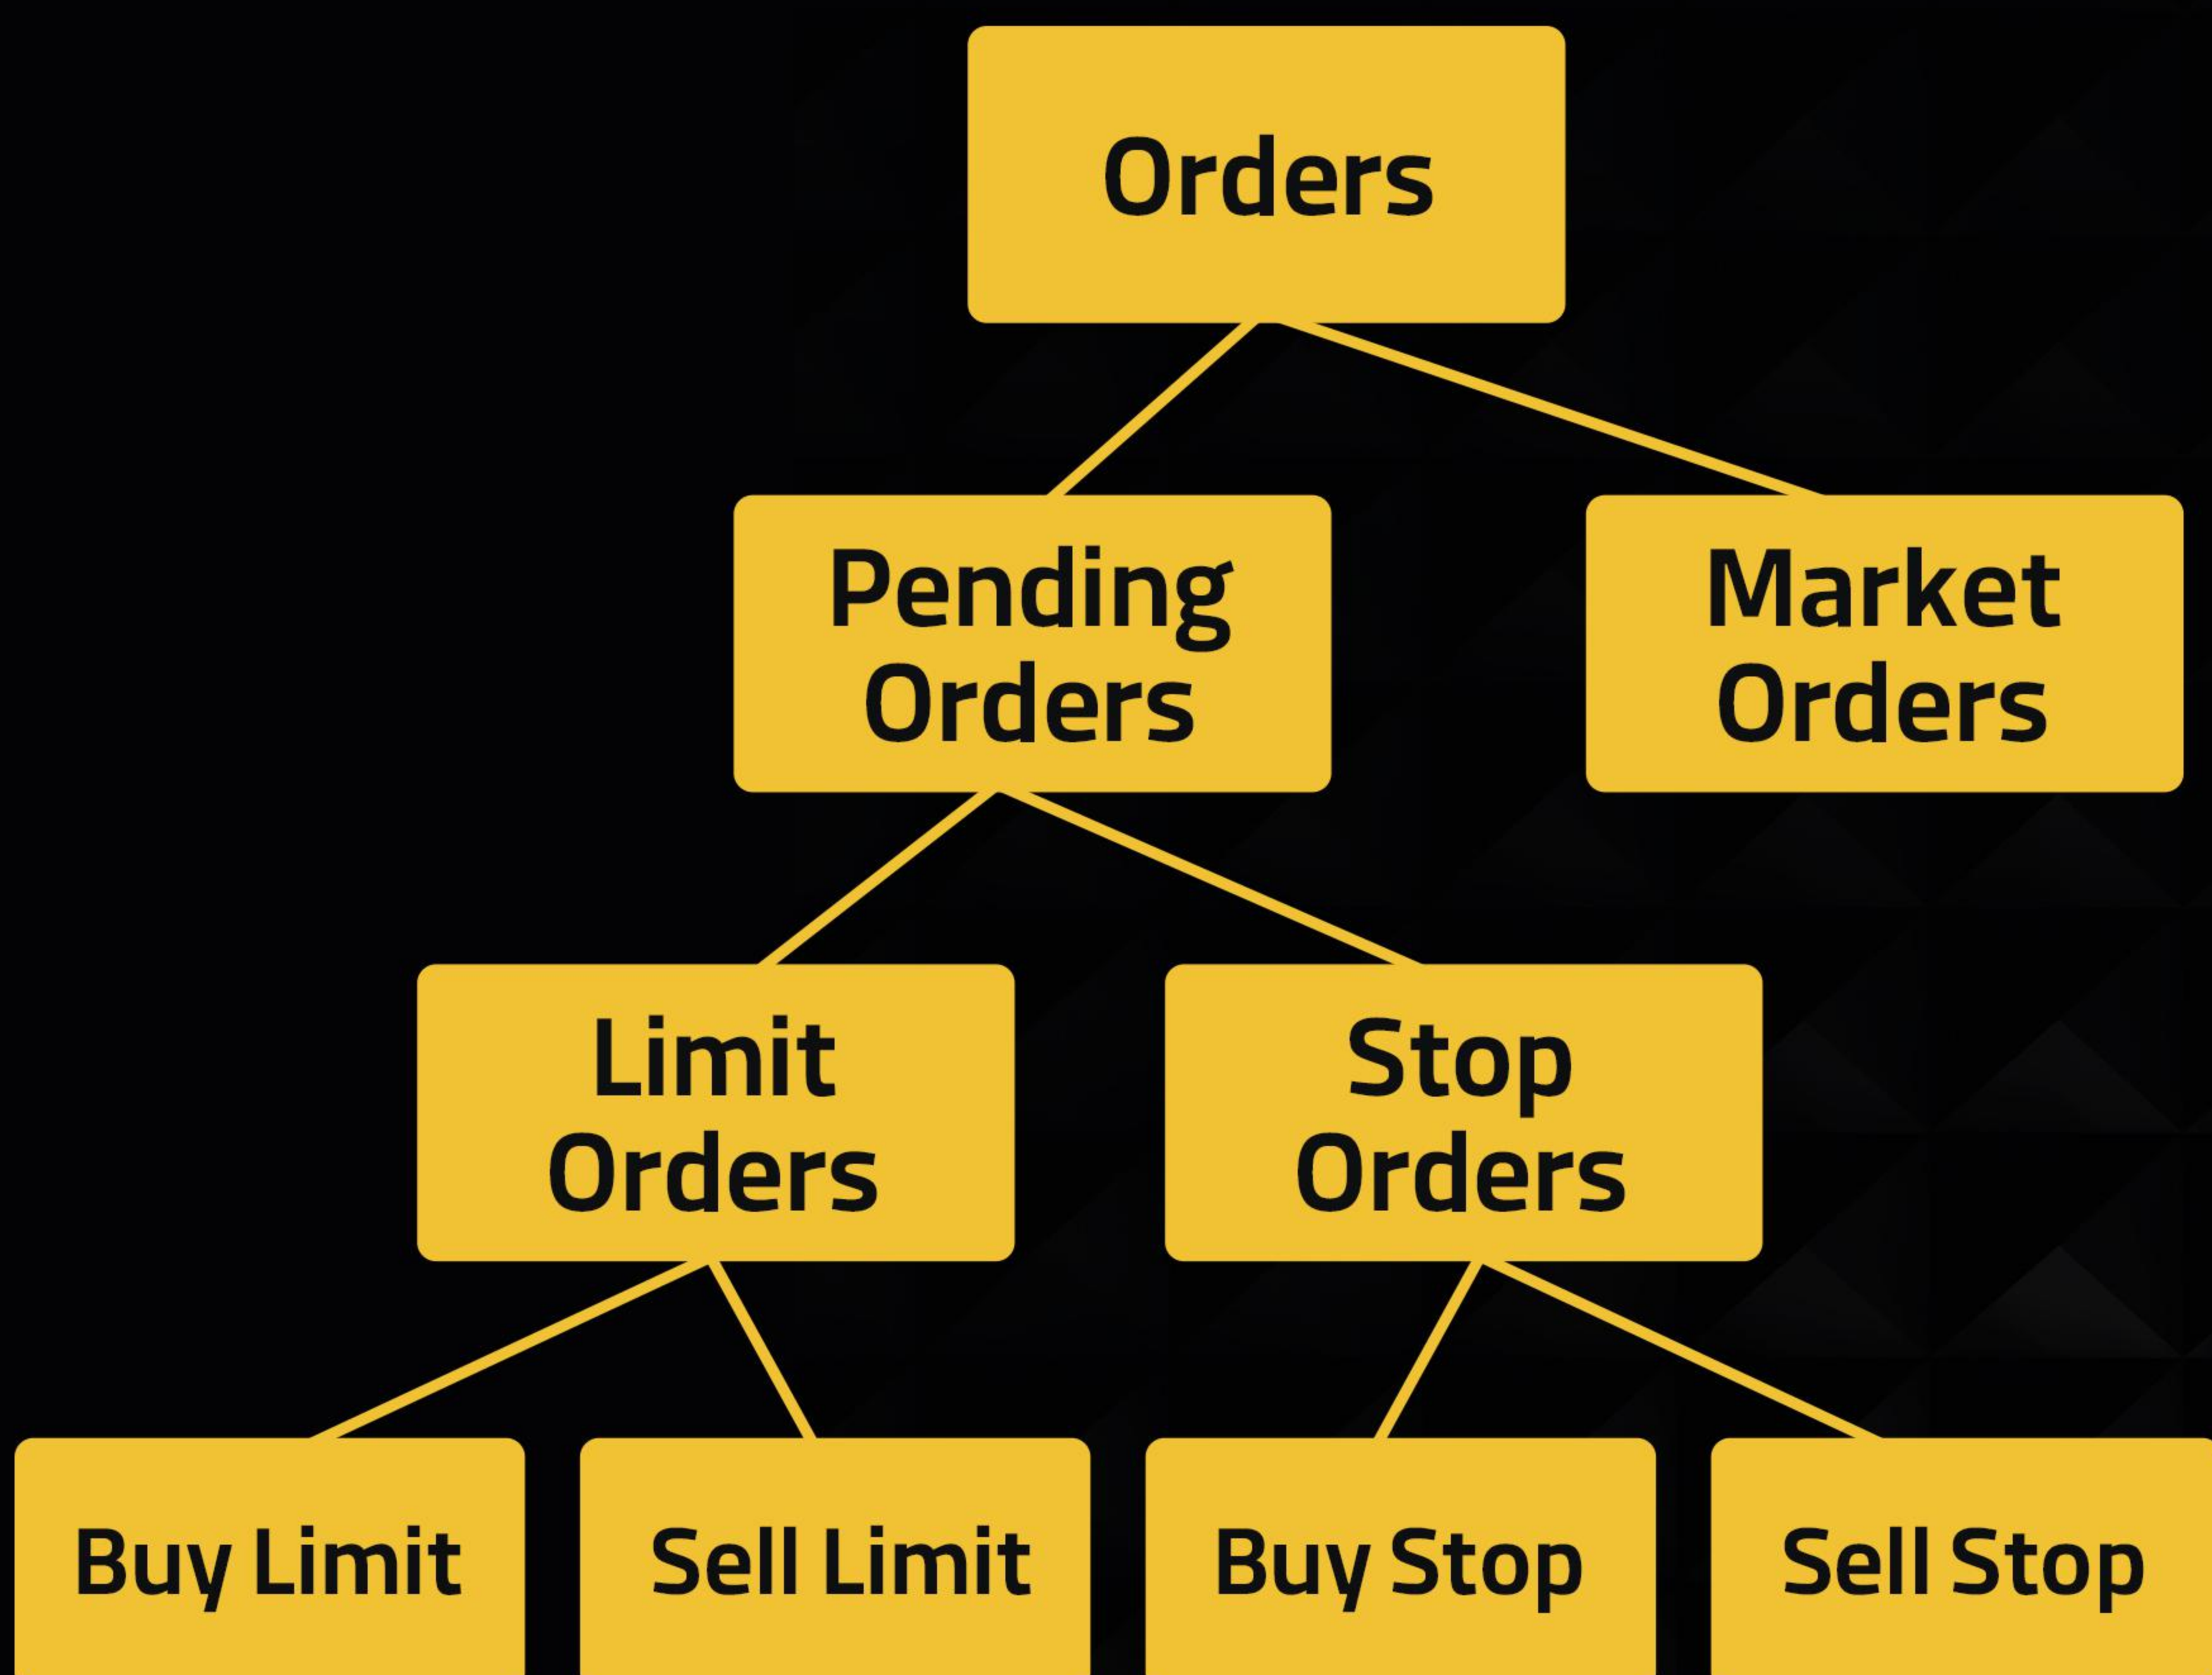 Orders
Pending
Orders
Market
Orders
Limit
Orders
Stop
Orders
Buy Limit
Sell Limit
Buy Stop
Sell Stop